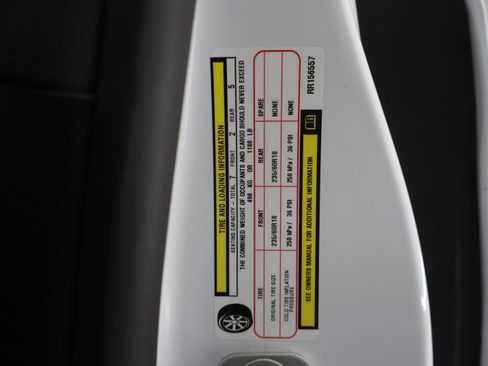 TIRE AND LOADING INFORMATION
SEATING CAPACITY - TOTAL 7 FRONT 2 REAR 5
THE COMBINED WEIGHT OF OCCUPANTS AND CARGO SHOULD NEVER EXCEED
498 KG OR 1100 LB
TIRE FRONT REAR SPARE
ORIGINAL TIRE SIZE 235/60R18 235/60R18 NONE
COLD TIRE INFLATION PRESSURE 250 kPa / 36 PSI 250 kPa / 36 PSI NONE
SEE OWNERS MANUAL FOR ADDITIONAL INFORMATION
RR156557